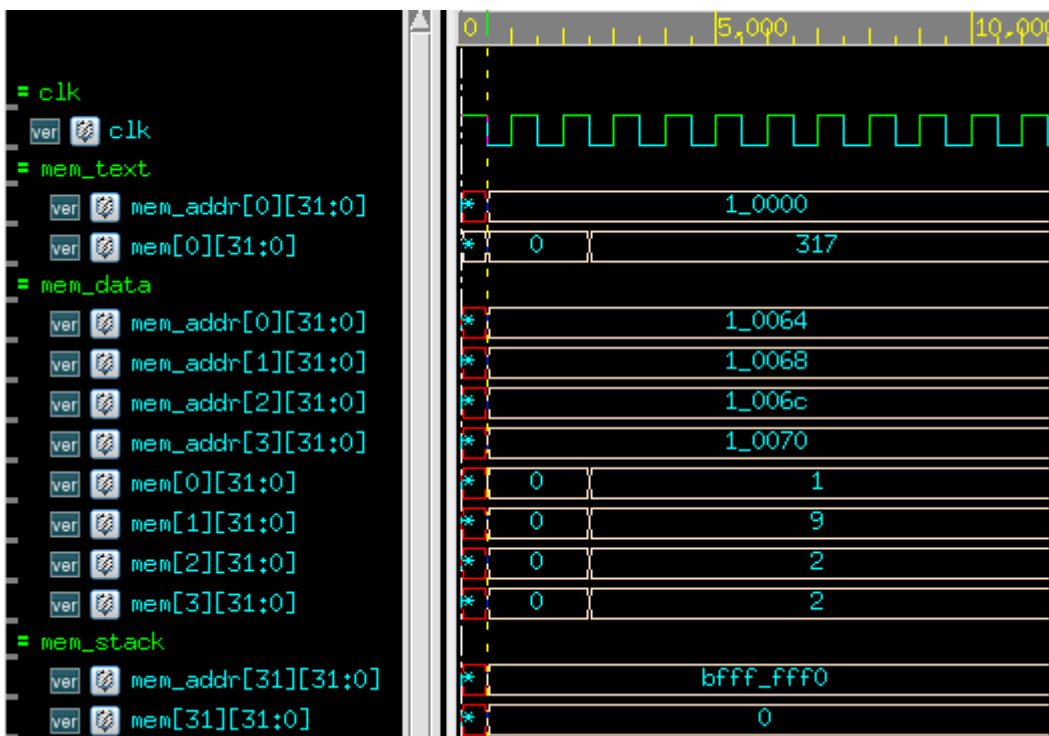 0 5,000 10,000
= clk
ver clk
= mem_text
ver mem_addr[0][31:0] * 1_0000
ver mem[0][31:0] * 0 317
= mem_data
ver mem_addr[0][31:0] * 1_0064
ver mem_addr[1][31:0] * 1_0068
ver mem_addr[2][31:0] * 1_006c
ver mem_addr[3][31:0] * 1_0070
ver mem[0][31:0] * 0 1
ver mem[1][31:0] * 0 9
ver mem[2][31:0] * 0 2
ver mem[3][31:0] * 0 2
= mem_stack
ver mem_addr[31][31:0] * bfff_fff0
ver mem[31][31:0] * 0